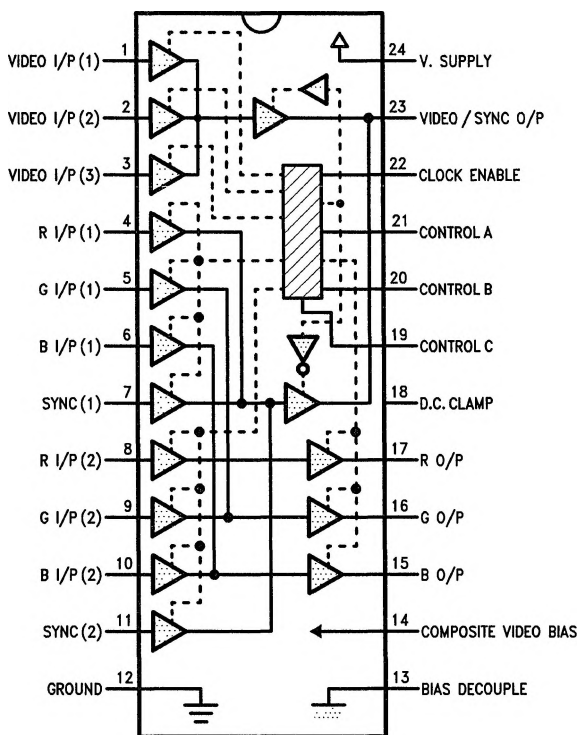 VIDEO I/P(1) 1
VIDEO I/P(2) 2
VIDEO I/P(3) 3
R I/P(1) 4
G I/P(1) 5
B I/P(1) 6
SYNC(1) 7
R I/P(2) 8
G I/P(2) 9
B I/P(2) 10
SYNC(2) 11
GROUND 12
24 V. SUPPLY
23 VIDEO/SYNC O/P
22 CLOCK ENABLE
21 CONTROL A
20 CONTROL B
19 CONTROL C
18 D.C. CLAMP
17 R O/P
16 G O/P
15 B O/P
14 COMPOSITE VIDEO BIAS
13 BIAS DECOUPLE